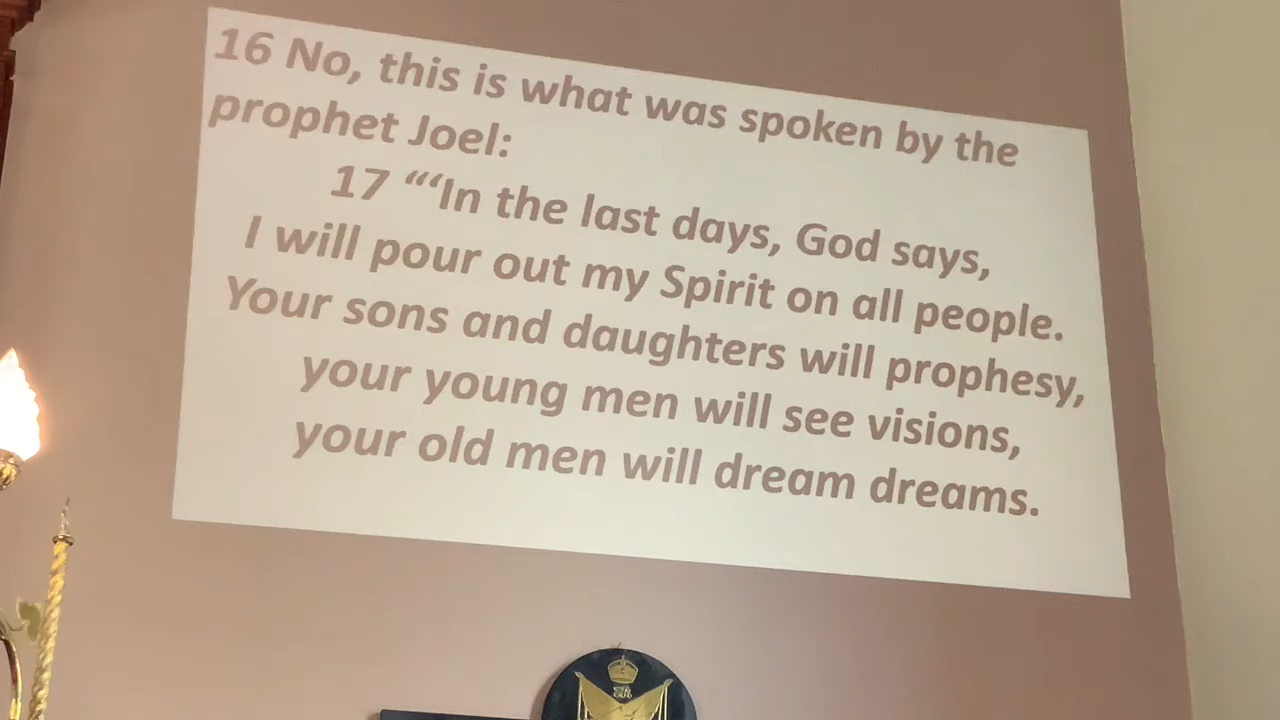 16 No, this is what was spoken by the
prophet Joel:
17 “‘In the last days, God says,
I will pour out my Spirit on all people.
Your sons and daughters will prophesy,
your young men will see visions,
your old men will dream dreams.